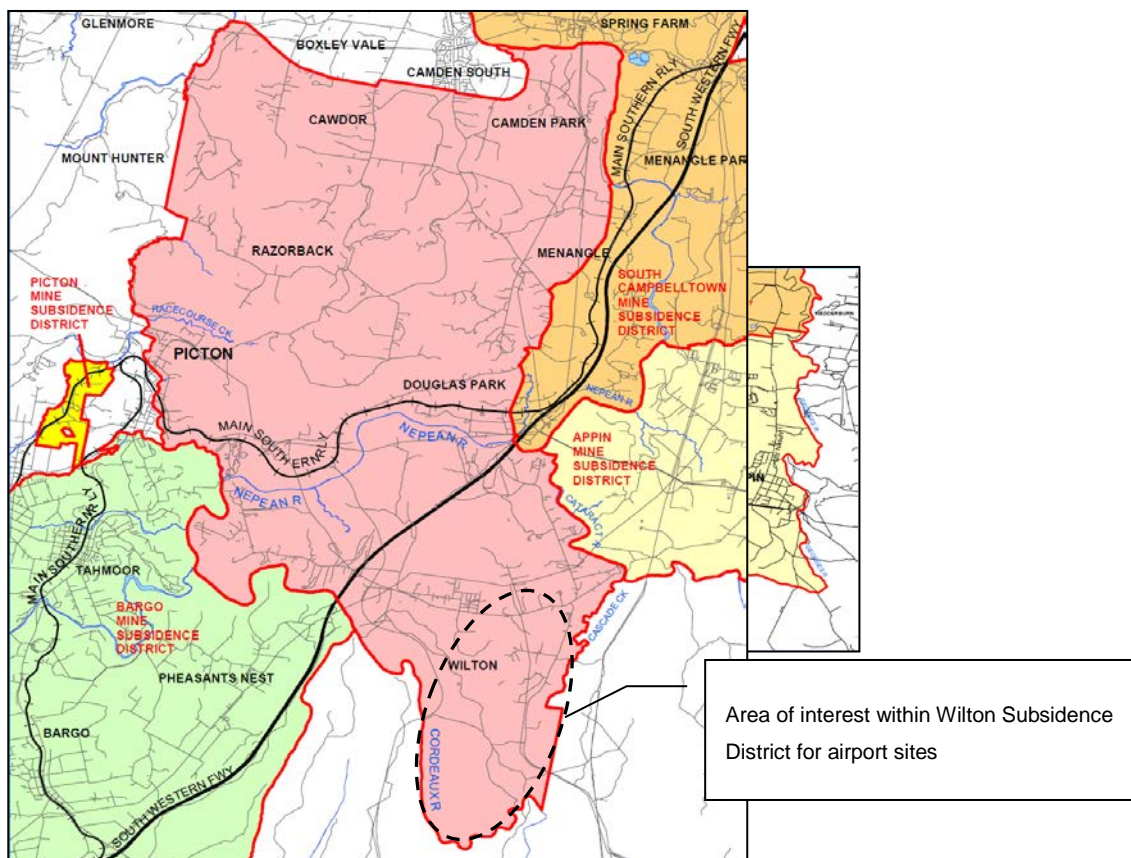 GLENMORE
SPRING FARM
BOXLEY VALE
CAMDEN SOUTH
CAWDOR
CAMDEN PARK
MAIN SOUTHERN RLY
SOUTH WESTERN FWY
MOUNT HUNTER
MENANGLE PAR
RAZORBACK
MENANGLE
PICTON
MINE
SUBSIDENCE
DISTRICT
SOUTH
CAMPBELLTOWN
MINE
SUBSIDENCE
DISTRICT
RACECOURSE CK
PICTON
DOUGLAS PARK
NEPEAN R
MAIN SOUTHERN RLY
NEPEAN R
APPIN
MINE
SUBSIDENCE
DISTRICT
PIN
NEPEAN R
CATARACT R
MAIN SOUTHERN RLY
TAHMOOR
BARGO
MINE
SUBSIDENCE
DISTRICT
CASCADE CK
WILTON
PHEASANTS NEST
BARGO
CORDEAUX R
SOUTH WESTERN FWY
Area of interest within Wilton Subsidence
District for airport sites